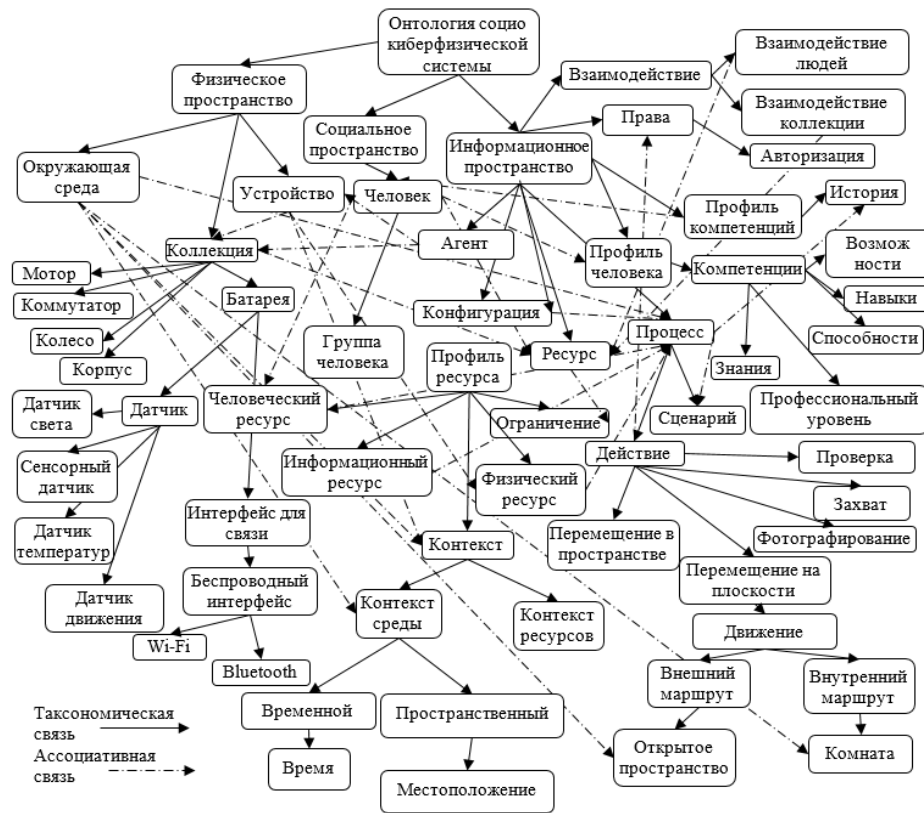 Онтология социо
киберфизической
системы
Физическое
пространство
Социальное
пространство
Взаимодействие
Взаимодействие
людей
Взаимодействие
коллекции
Права
Авторизация
Информационное
пространство
Окружающая
среда
Устройство
Человек
Профиль
компетенций
История
Коллекция
Агент
Профиль
человека
Компетенции
Возмож
ности
Мотор
Коммутатор
Колесо
Корпус
Батарея
Навыки
Способности
Конфигурация
Процесс
Группа
человека
Профиль
ресурса
Ресурс
Знания
Датчик
света
Датчик
Человеческий
ресурс
Ограничение
Сценарий
Профессиональный
уровень
Сенсорный
датчик
Информационный
ресурс
Физический
ресурс
Действие
Проверка
Захват
Датчик
температур
Интерфейс для
связи
Контекст
Перемещение в
пространстве
Фотографирование
Перемещение на
плоскости
Датчик
движения
Беспроводный
интерфейс
Контекст
среды
Контекст
ресурсов
Движение
Wi-Fi
Bluetooth
Внешний
маршрут
Внутренний
маршрут
Таксономическая
связь
Временной
Пространственный
Ассоциативная
связь
Время
Местоположение
Открытое
пространство
Комната